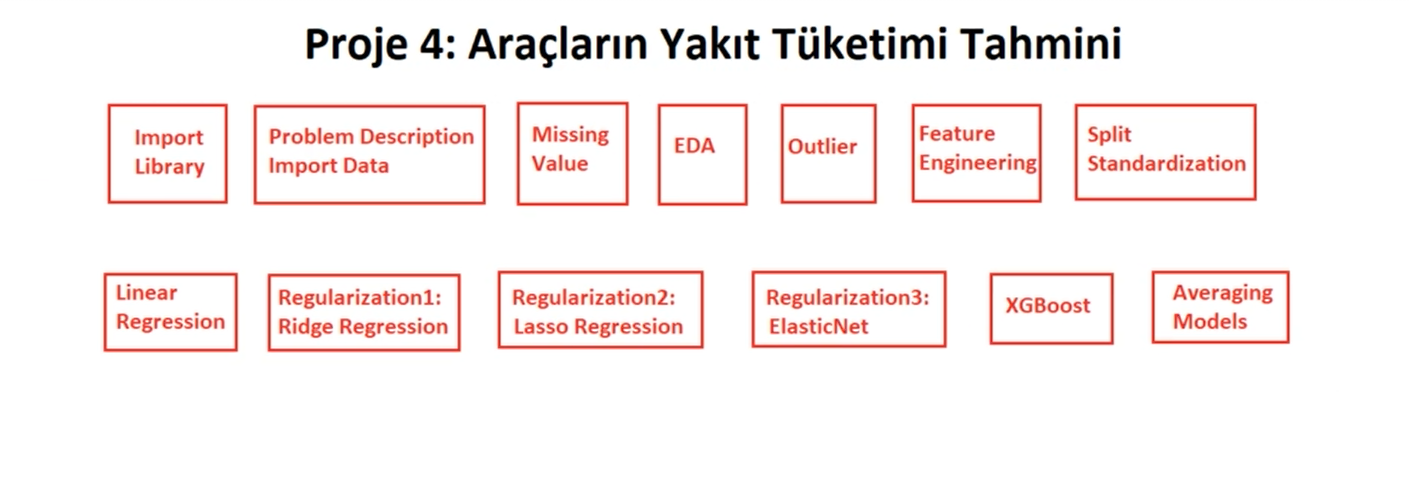 Proje 4: Araçların Yakıt Tüketimi Tahmini
Import
Library
Problem Description
Import Data
Missing
Value
EDA
Outlier
Feature
Engineering
Split
Standardization
Linear
Regression
Regularization1:
Ridge Regression
Regularization2:
Lasso Regression
Regularization3:
ElasticNet
XGBoost
Averaging
Models